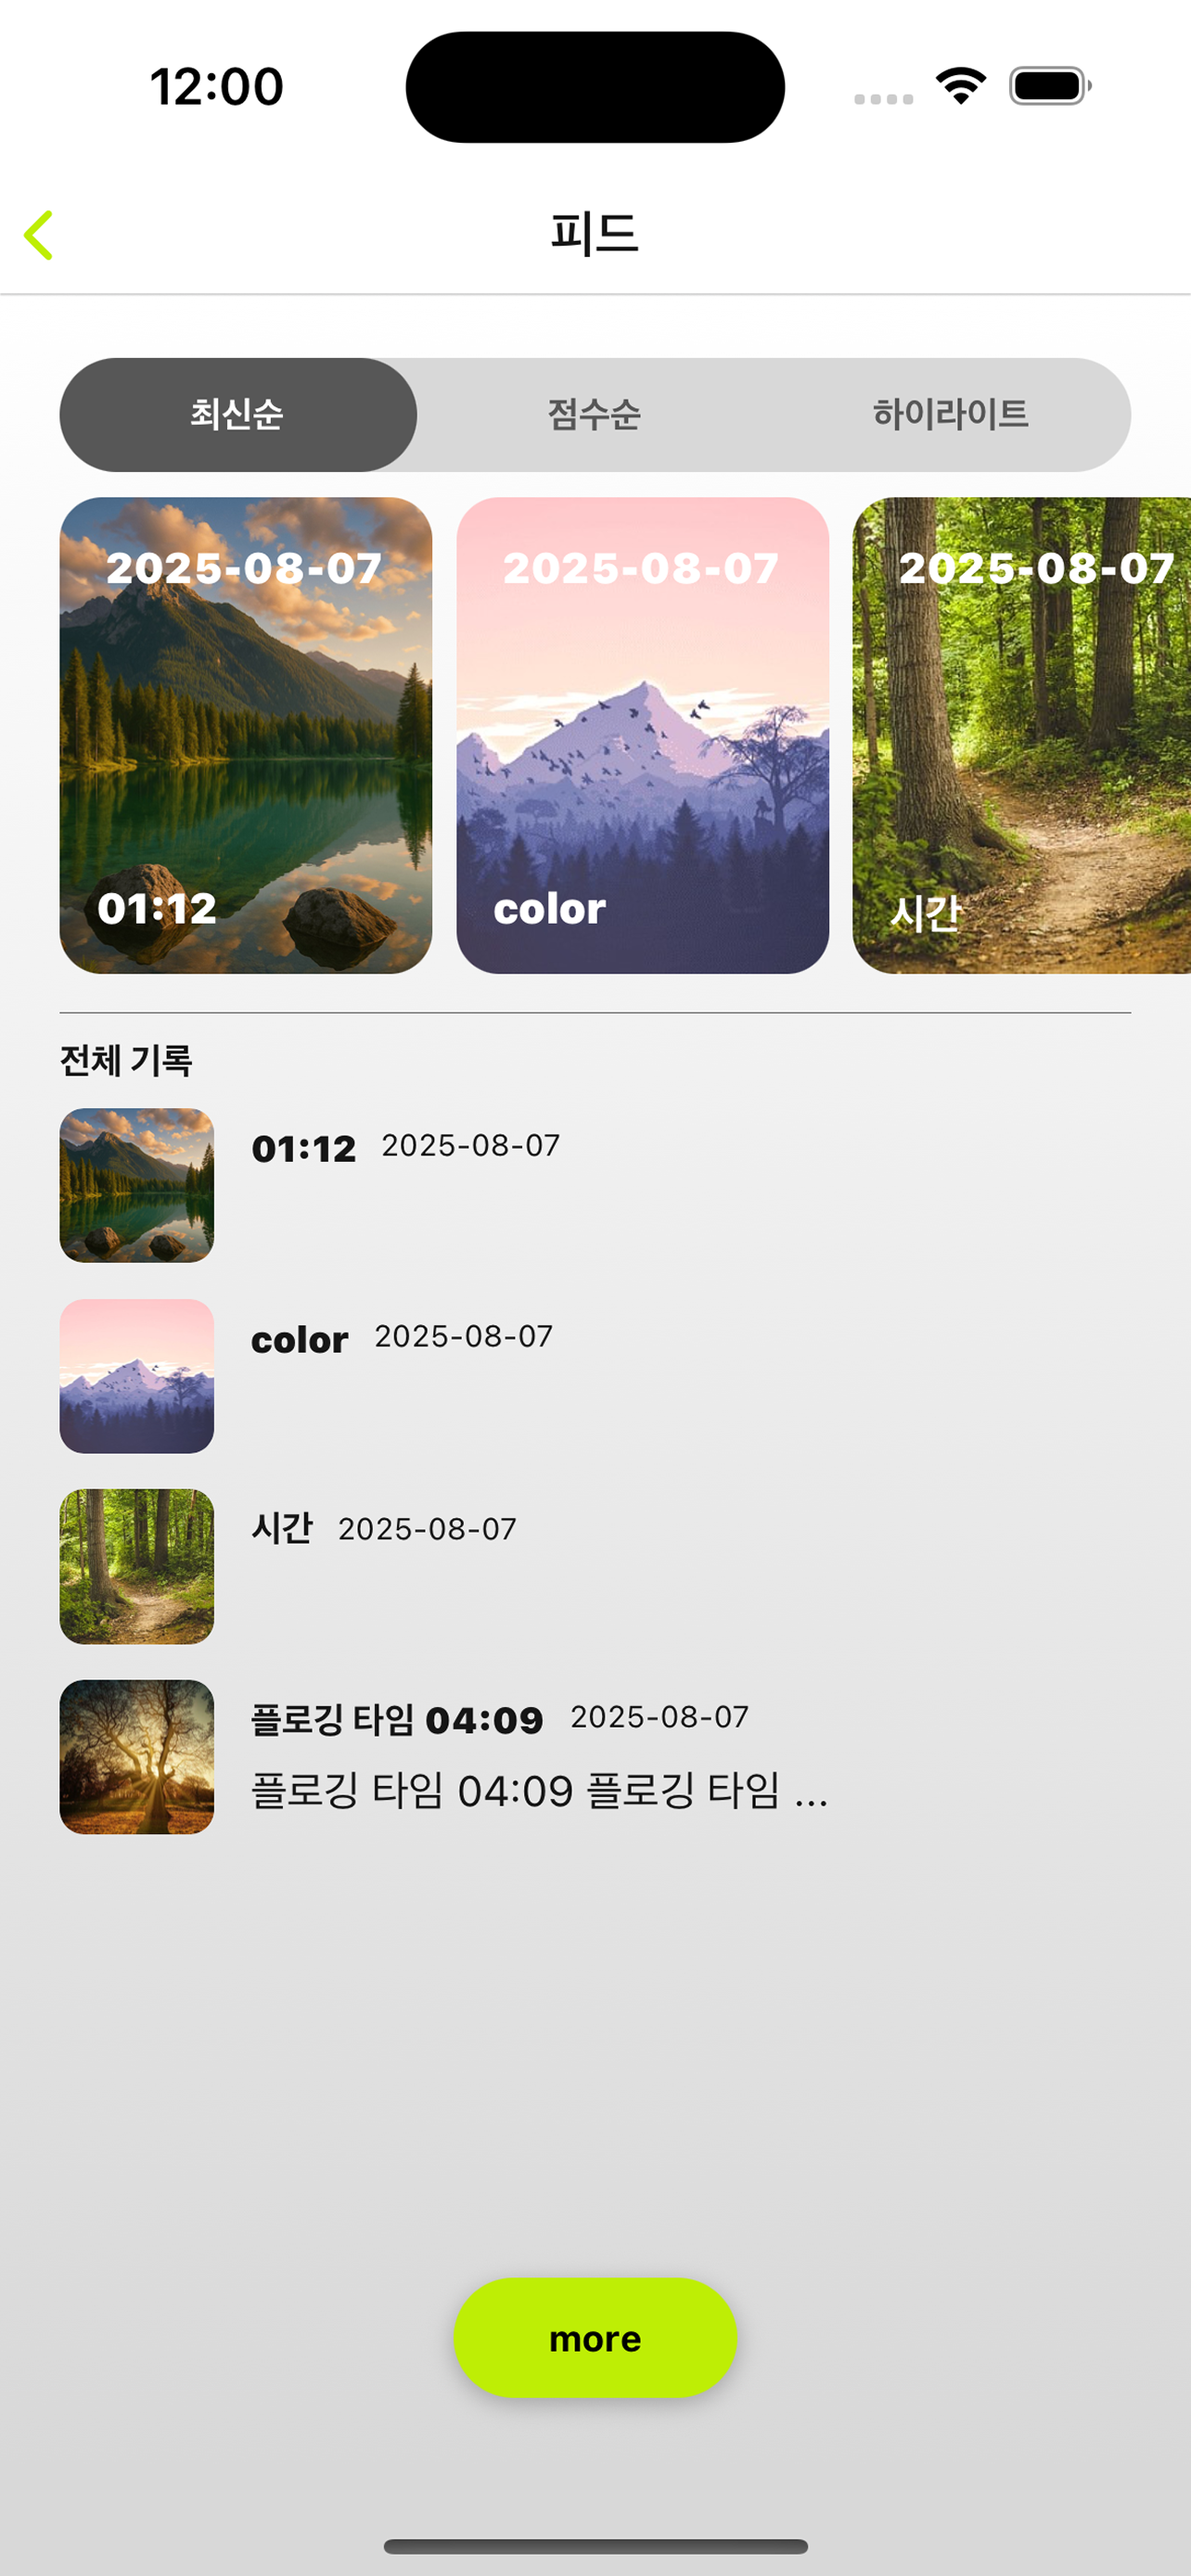 12:00
피드
최신순 점수순 하이라이트
2025-08-07 2025-08-07 2025-08-07
01:12 color 시간
전체 기록
01:12 2025-08-07
color 2025-08-07
시간 2025-08-07
플로깅 타임 04:09 2025-08-07
플로깅 타임 04:09 플로깅 타임 ...
more